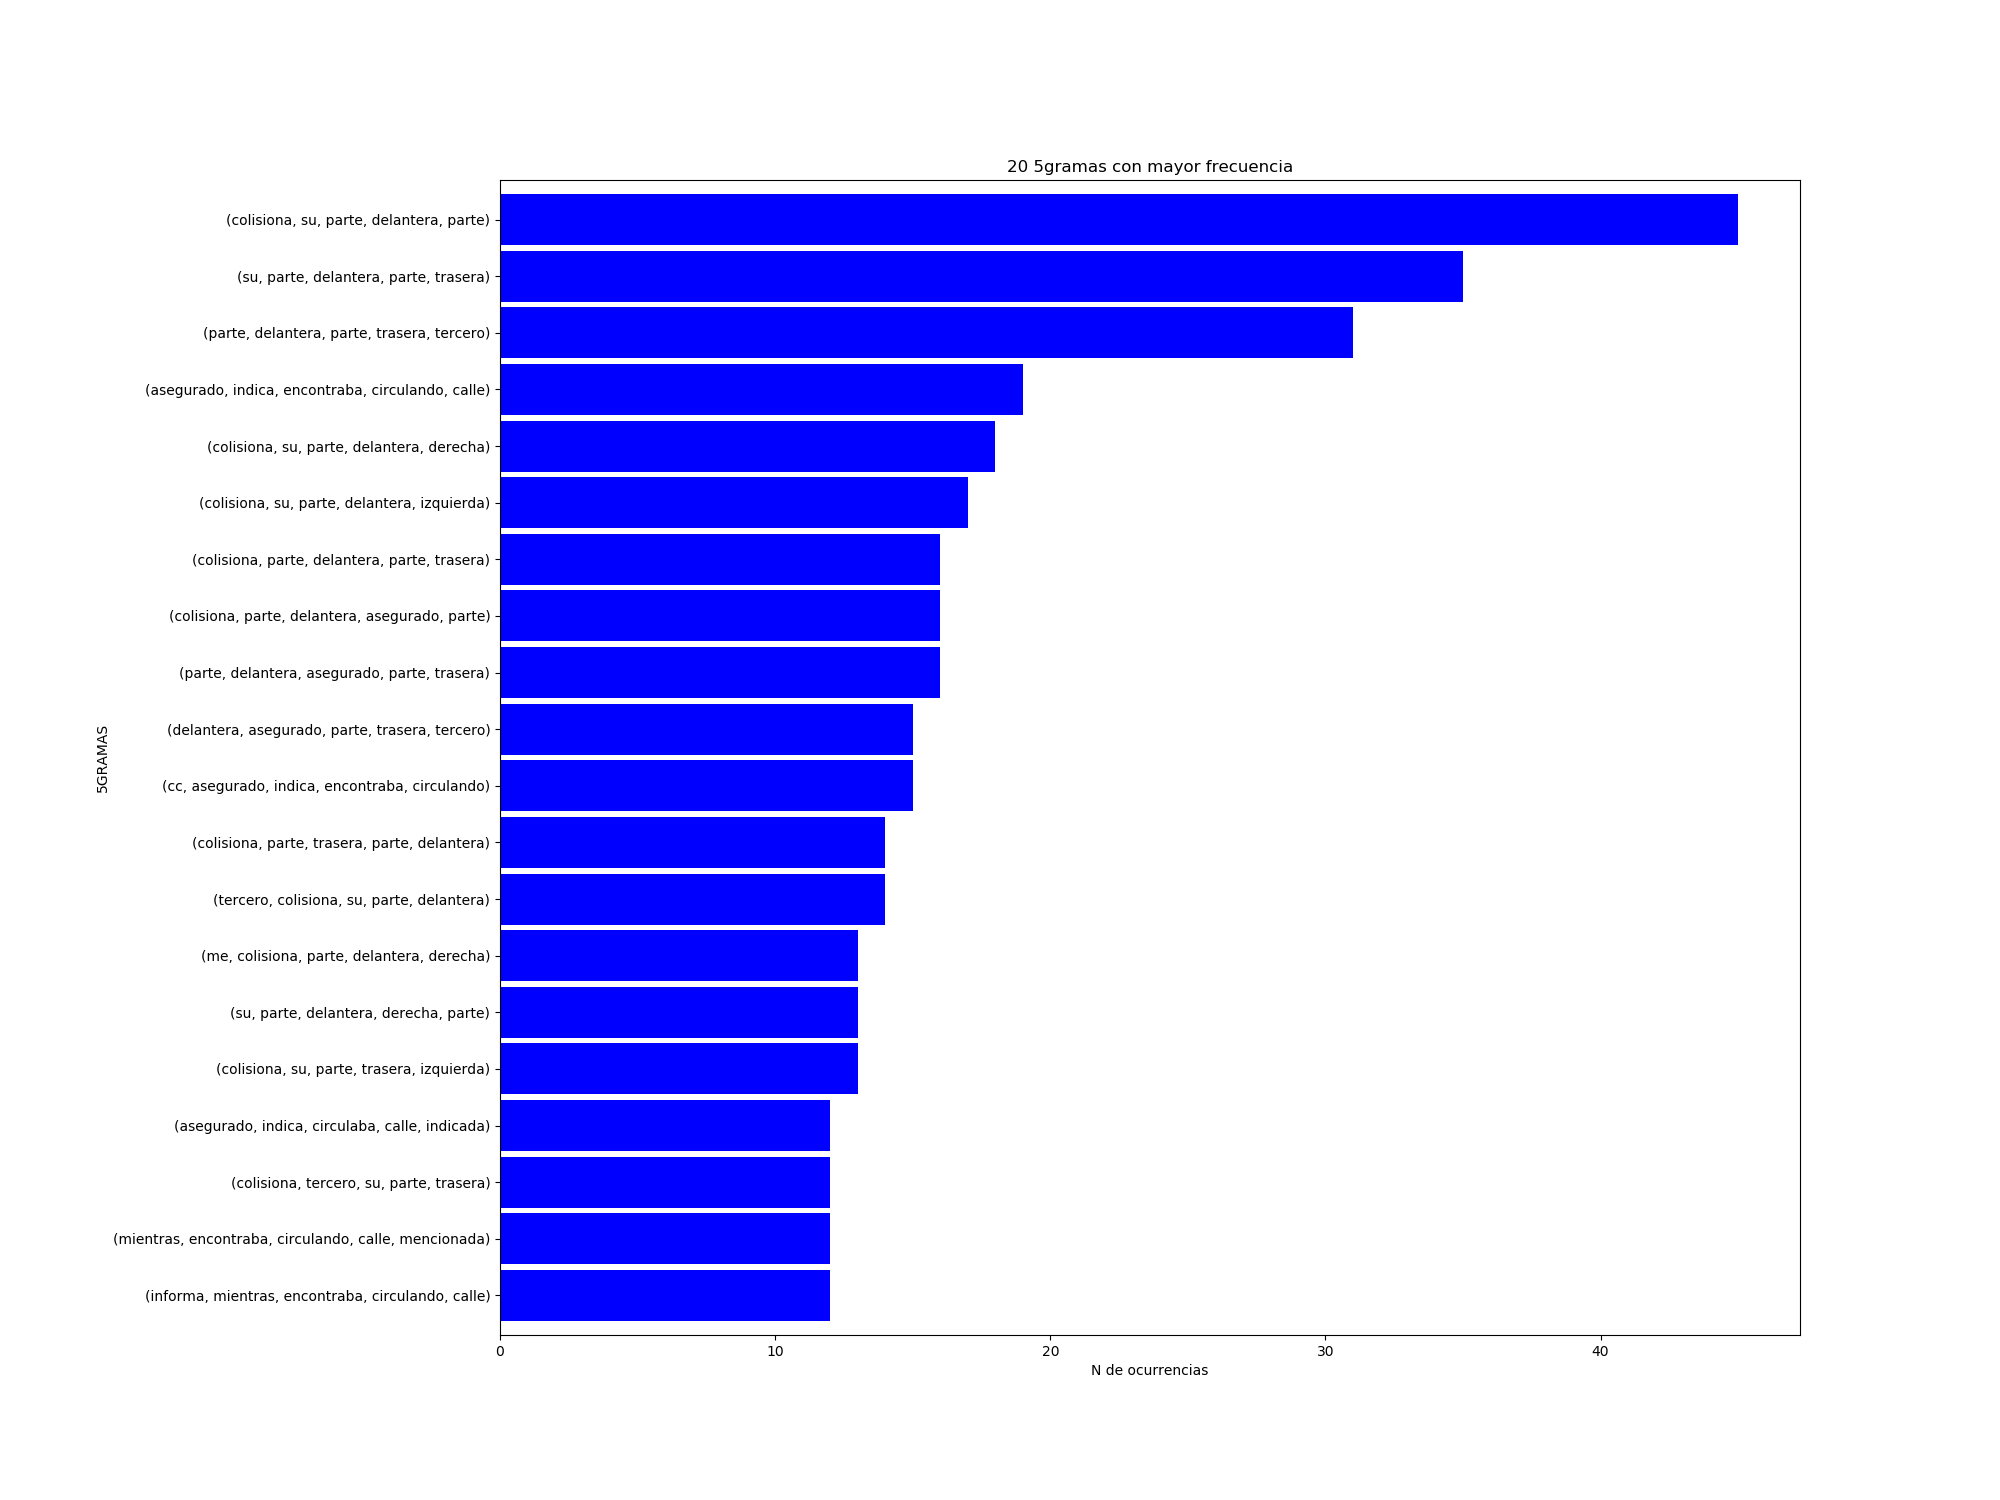 20 5gramas con mayor frecuencia
(colisiona, su, parte, delantera, parte)
(su, parte, delantera, parte, trasera)
(parte, delantera, parte, trasera, tercero)
(asegurado, indica, encontraba, circulando, calle)
(colisiona, su, parte, delantera, derecha)
(colisiona, su, parte, delantera, izquierda)
(colisiona, parte, delantera, parte, trasera)
(colisiona, parte, delantera, asegurado, parte)
(parte, delantera, asegurado, parte, trasera)
(delantera, asegurado, parte, trasera, tercero)
(cc, asegurado, indica, encontraba, circulando)
(colisiona, parte, trasera, parte, delantera)
(tercero, colisiona, su, parte, delantera)
(me, colisiona, parte, delantera, derecha)
(su, parte, delantera, derecha, parte)
(colisiona, su, parte, trasera, izquierda)
(asegurado, indica, circulaba, calle, indicada)
(colisiona, tercero, su, parte, trasera)
(mientras, encontraba, circulando, calle, mencionada)
(informa, mientras, encontraba, circulando, calle)
5GRAMAS
0 10 20 30 40
N de ocurrencias